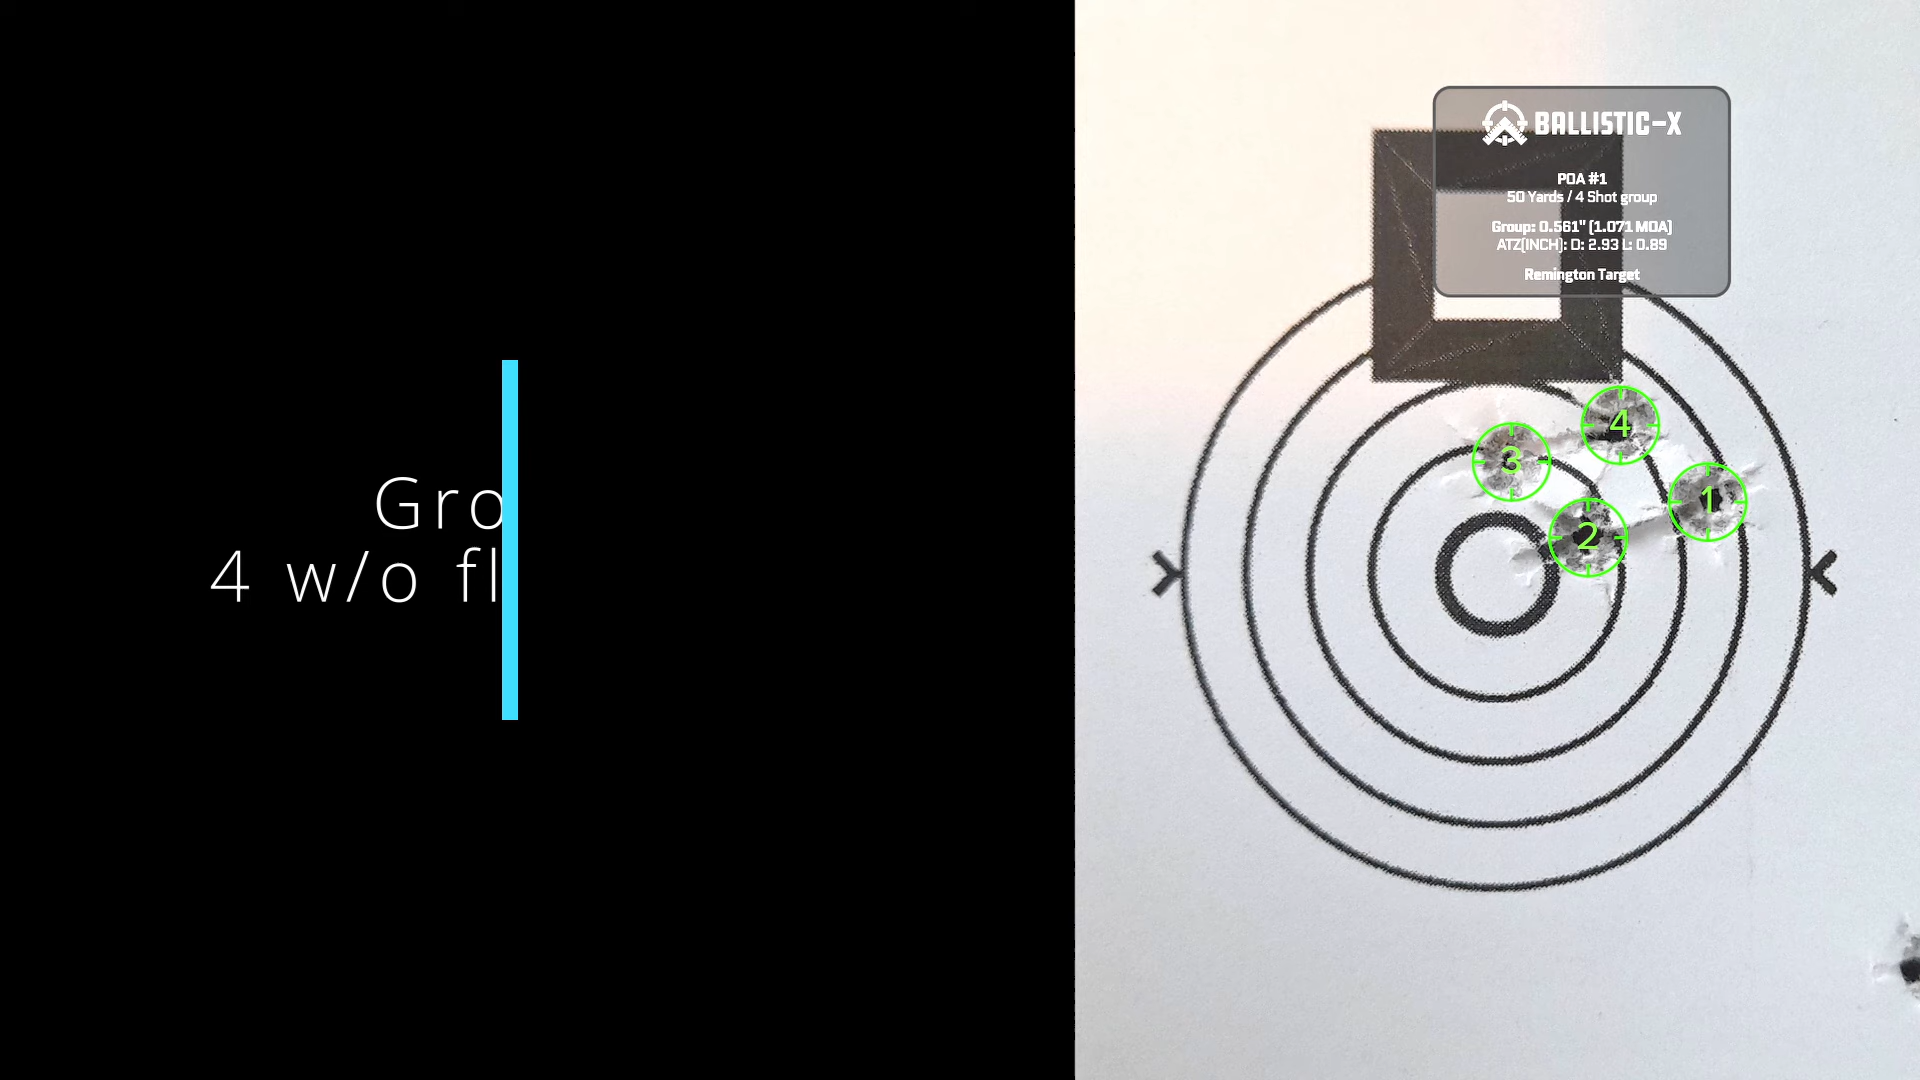 Gro
4 w/o fl
BALLISTIC-X
POA #1
50 Yards / 4 Shot group
Group: 0.561" (1.071 MOA)
ATZ(INCH): D: 2.93 L: 0.89
Remington Target
3
4
1
2